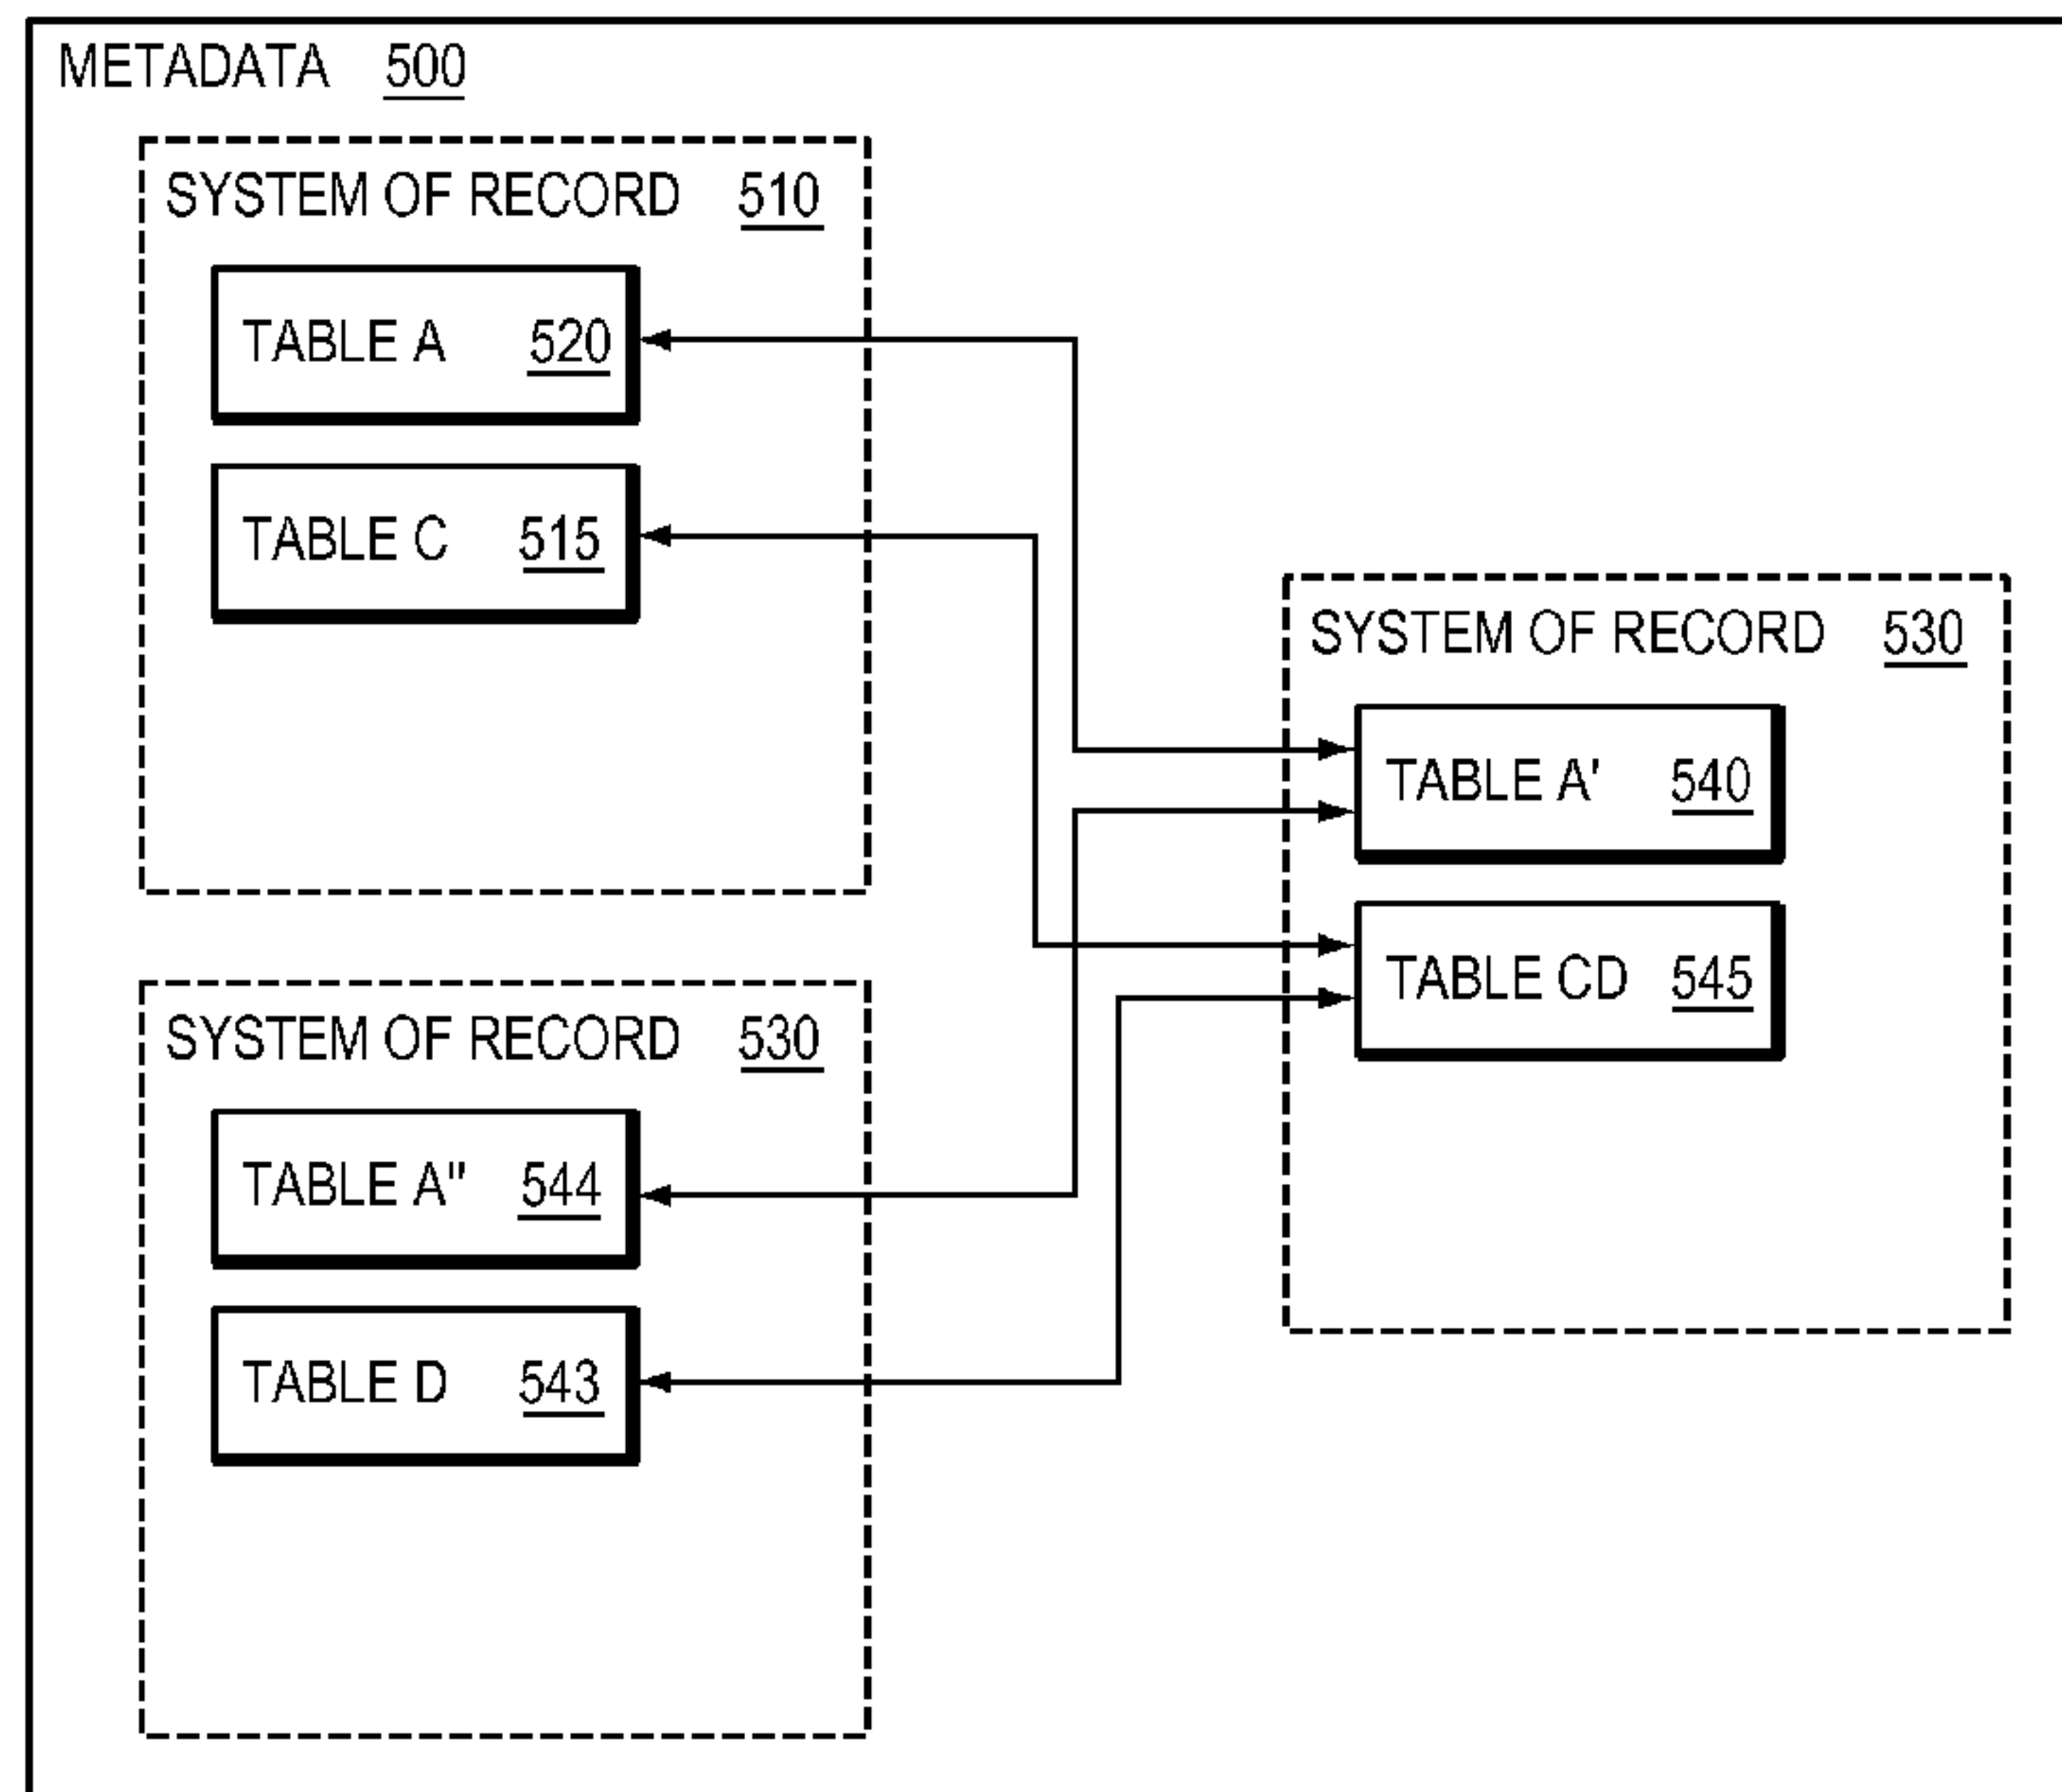 METADATA 500
SYSTEM OF RECORD 510
TABLE A 520
TABLE C 515
SYSTEM OF RECORD 530
TABLE A' 540
TABLE CD 545
SYSTEM OF RECORD 530
TABLE A" 544
TABLE D 543